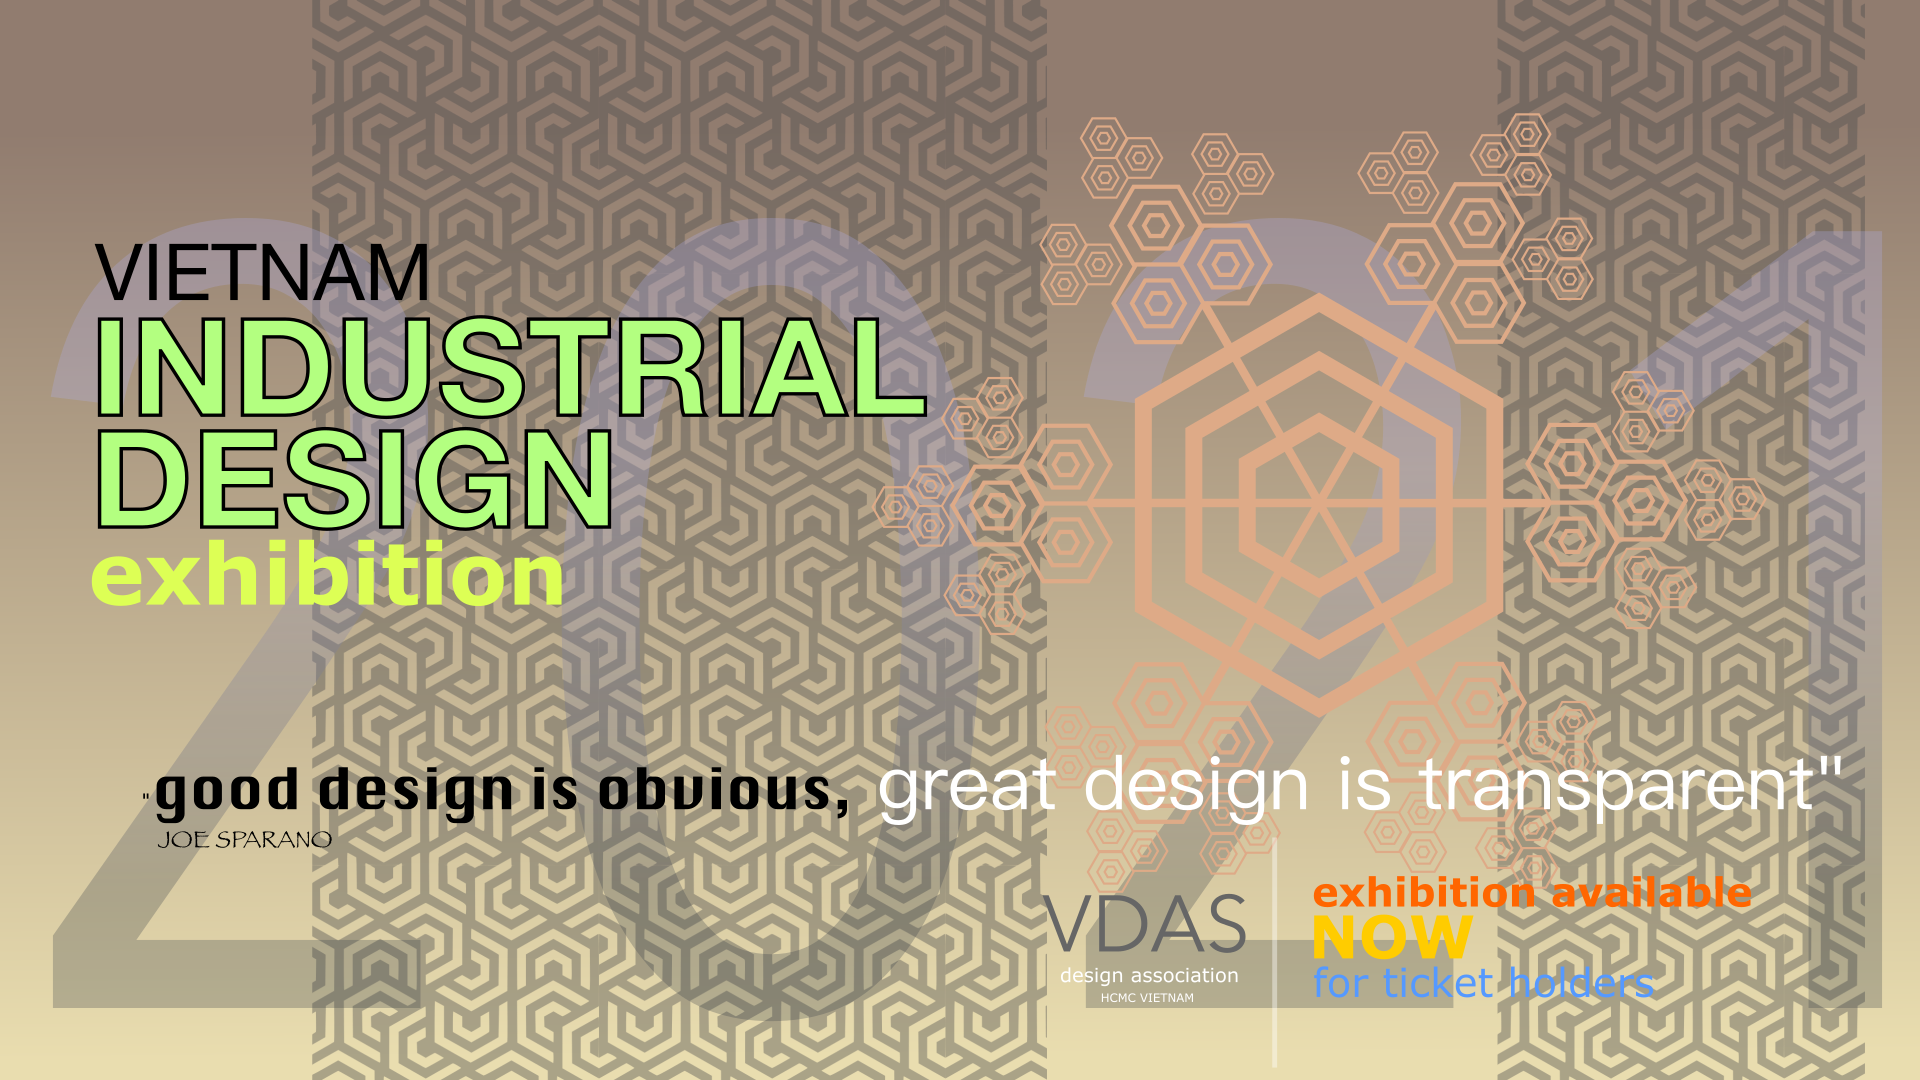 2021
VIETNAM
INDUSTRIAL
DESIGN
exhibition
"good design is obvious, great design is transparent"
JOE SPARANO
VDAS
design association
HCMC VIETNAM
exhibition available
NOW
for ticket holders